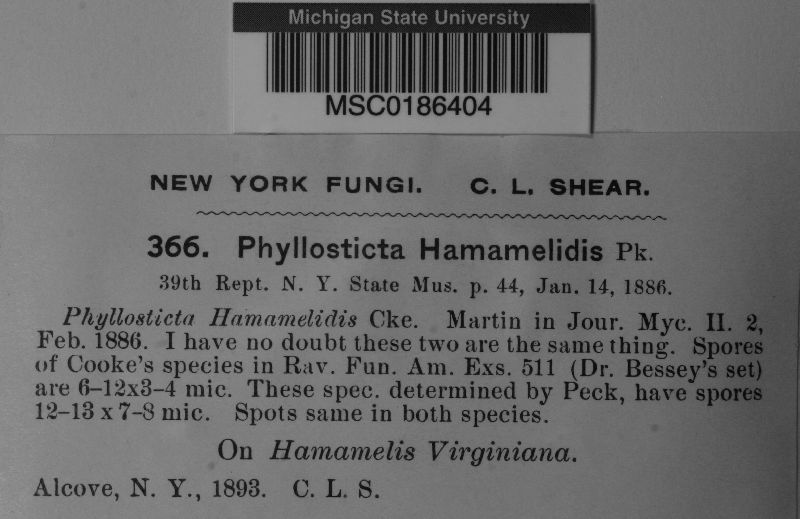 Michigan State University
MSC0186404
NEW YORK FUNGI. C. L. SHEAR.
366. Phyllosticta Hamamelidis Pk.
39th Rept. N. Y. State Mus. p. 44, Jan. 14, 1886.
Phyllosticta Hamamelidis Cke. Martin in Jour. Myc. II. 2,
Feb. 1886. I have no doubt these two are the same thing. Spores
of Cooke's species in Rav. Fun. Am. Exs. 511 (Dr. Bessey's set)
are 6–12x3–4 mic. These spec. determined by Peck, have spores
12–13 x 7–8 mic. Spots same in both species.
On Hamamelis Virginiana.
Alcove, N. Y., 1893. C. L. S.